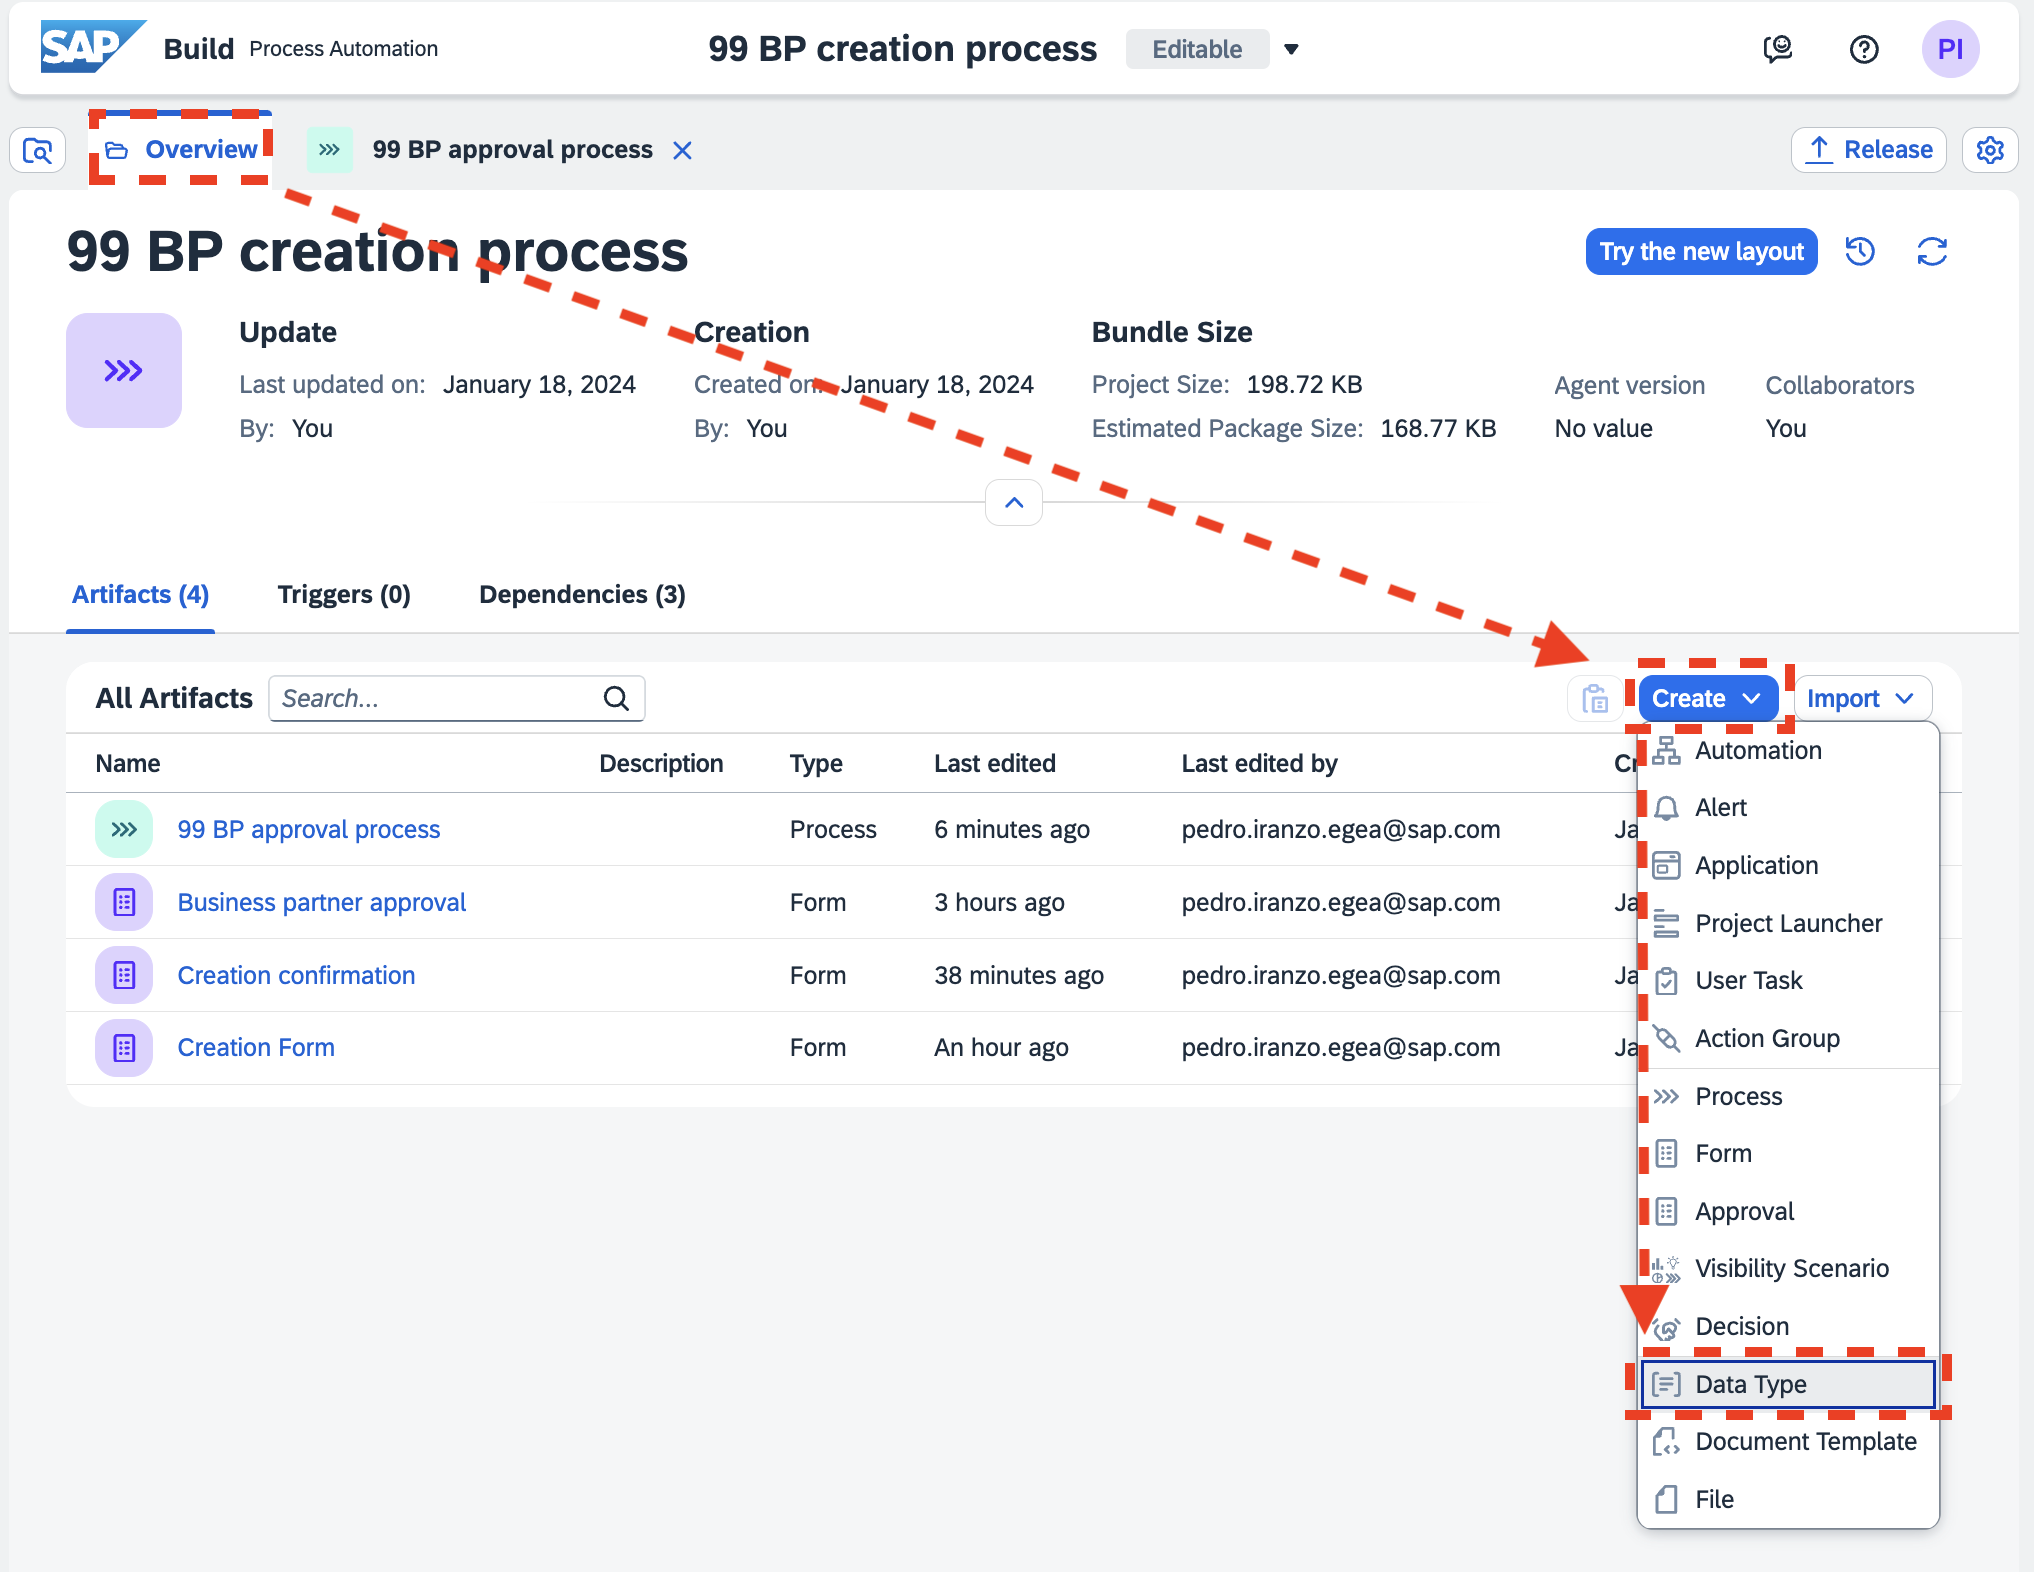 SAP Build Process Automation 99 BP creation process Editable PI
Overview 99 BP approval process Release
99 BP creation process Try the new layout
Update Creation Bundle Size
Last updated on: January 18, 2024 Created on: January 18, 2024 Project Size: 198.72 KB Agent version Collaborators
By: You By: You Estimated Package Size: 168.77 KB No value You
Artifacts (4) Triggers (0) Dependencies (3)
All Artifacts Search... Create Import
Name Description Type Last edited Last edited by
99 BP approval process Process 6 minutes ago pedro.iranzo.egea@sap.com
Business partner approval Form 3 hours ago pedro.iranzo.egea@sap.com
Creation confirmation Form 38 minutes ago pedro.iranzo.egea@sap.com
Creation Form Form An hour ago pedro.iranzo.egea@sap.com
Automation
Alert
Application
Project Launcher
User Task
Action Group
Process
Form
Approval
Visibility Scenario
Decision
Data Type
Document Template
File